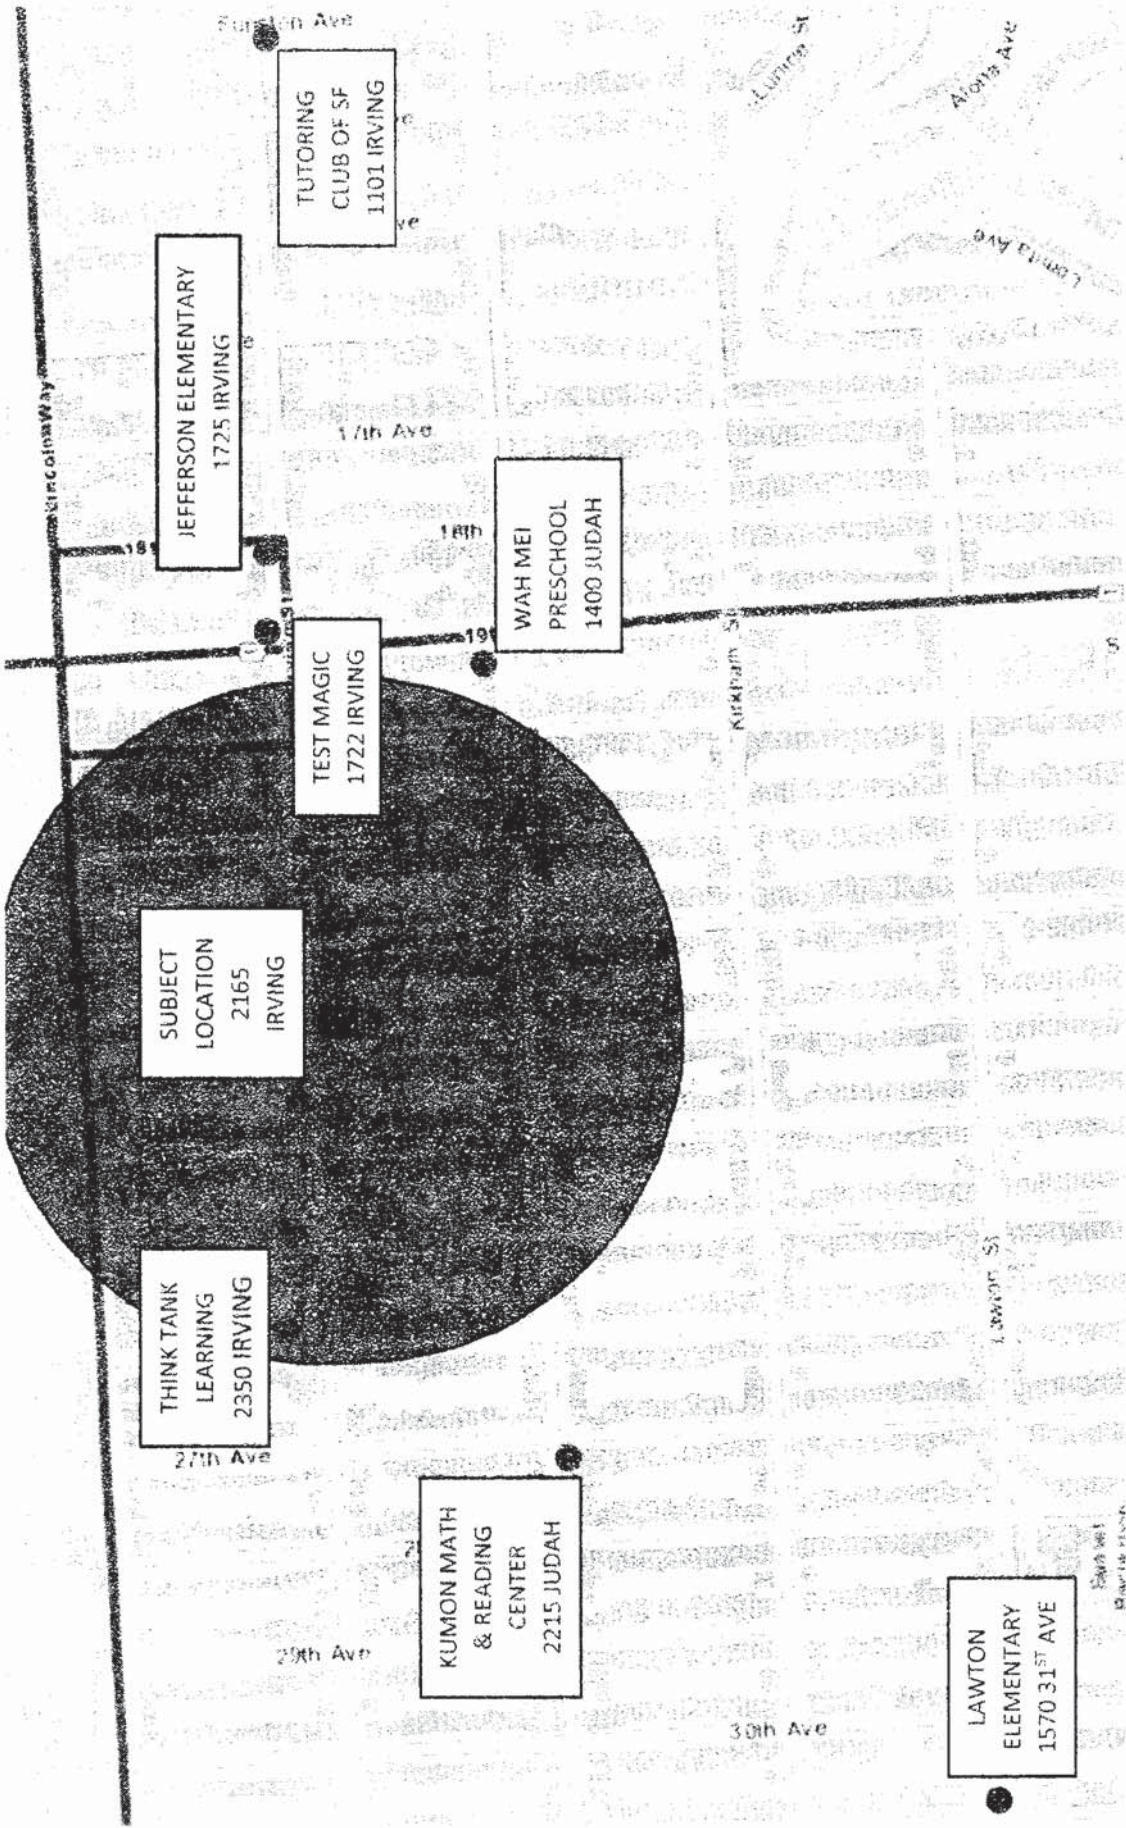 Funston Ave
TUTORING
CLUB OF SF
1101 IRVING
Aloha Ave
Lomita Ave
Lincoln Way
JEFFERSON ELEMENTARY
1725 IRVING
17th Ave
18th
WAH MEI
PRESCHOOL
1400 JUDAH
19
Kirkham St
TEST MAGIC
1722 IRVING
SUBJECT
LOCATION
2165
IRVING
THINK TANK
LEARNING
2350 IRVING
27th Ave
Lawton St
KUMON MATH
& READING
CENTER
2215 JUDAH
29th Ave
30th Ave
LAWTON
ELEMENTARY
1570 31ST AVE